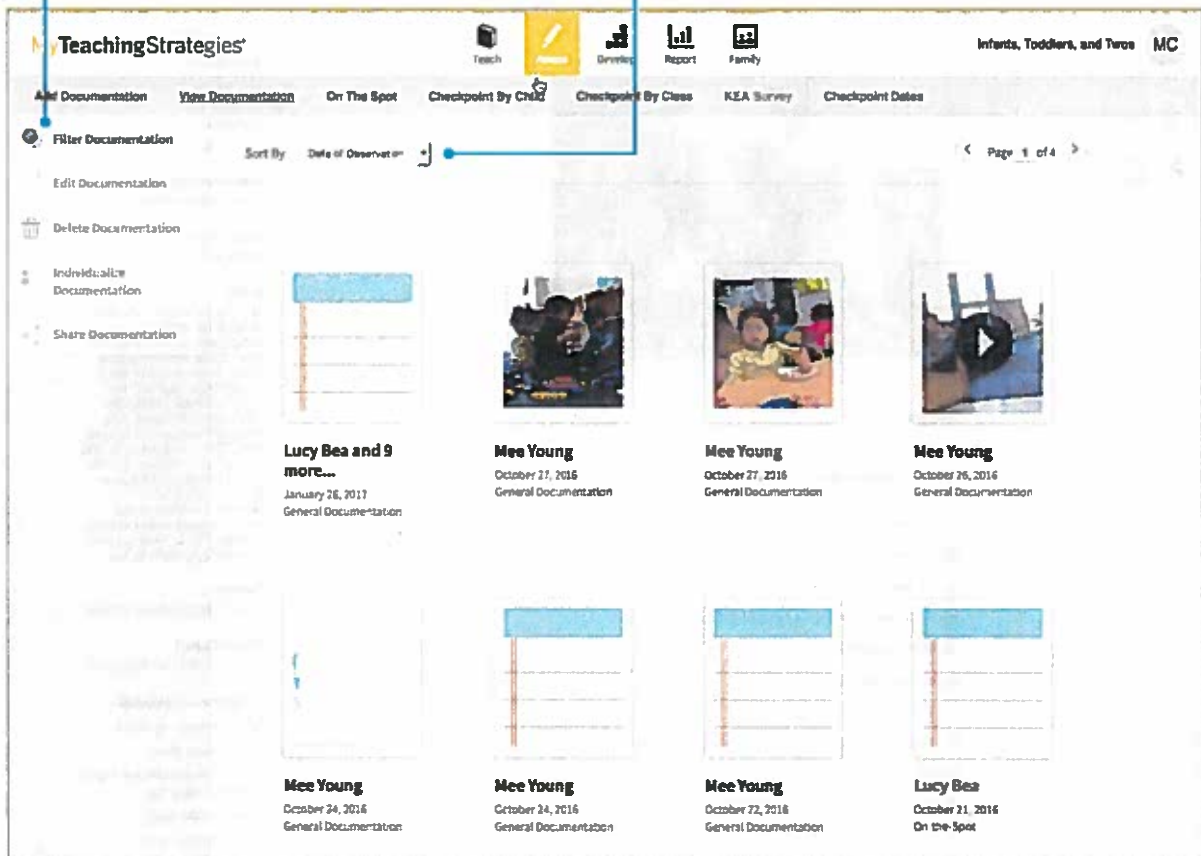 MyTeachingStrategies®
Teach
Assess
Develop
Report
Family
Infants, Toddlers, and Twos MC
Add Documentation View Documentation On The Spot Checkpoint By Child Checkpoint By Class KEA Survey Checkpoint Dates
Filter Documentation
Sort By Date of Observation
Page 1 of 4
Edit Documentation
Delete Documentation
Individualize
Documentation
Share Documentation
Lucy Bea and 9
more...
January 26, 2017
General Documentation
Mee Young
October 27, 2016
General Documentation
Mee Young
October 27, 2016
General Documentation
Mee Young
October 26, 2016
General Documentation
Mee Young
October 24, 2016
General Documentation
Mee Young
October 24, 2016
General Documentation
Mee Young
October 22, 2016
General Documentation
Lucy Bea
October 21, 2016
On-the-Spot